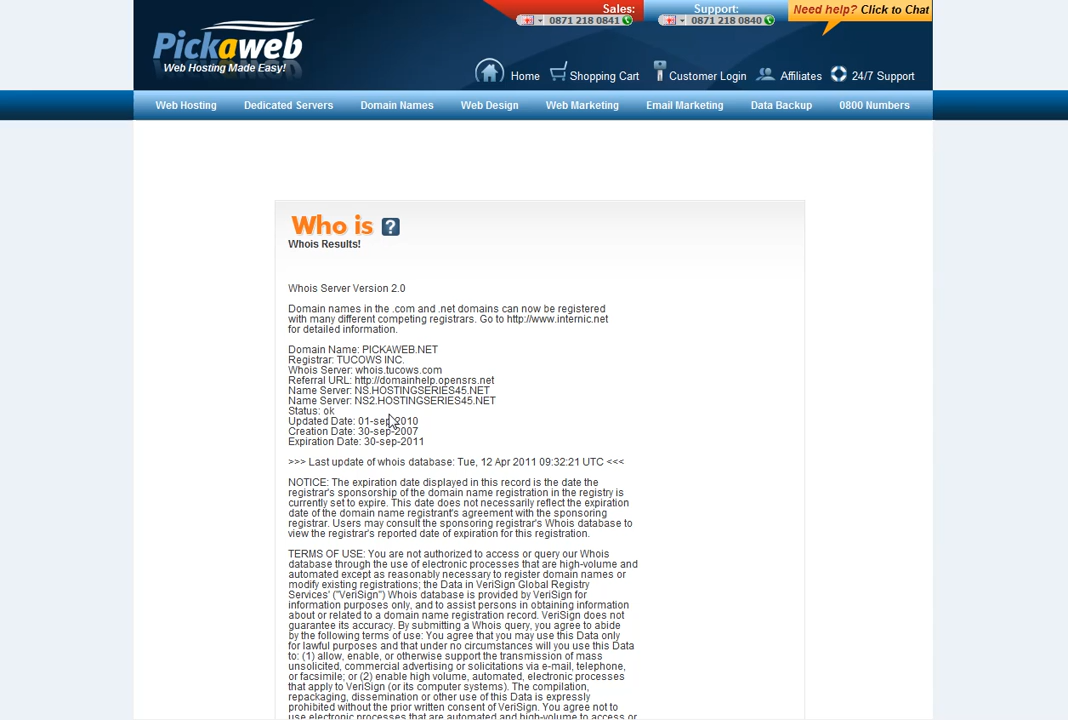 Sales:
0871 218 0841
Support:
0871 218 0840
Need help? Click to Chat
Pickaweb
Web Hosting Made Easy!
Home
Shopping Cart
Customer Login
Affiliates
24/7 Support
Web Hosting
Dedicated Servers
Domain Names
Web Design
Web Marketing
Email Marketing
Data Backup
0800 Numbers
Who is ?
Whois Results!
Whois Server Version 2.0
Domain names in the .com and .net domains can now be registered
with many different competing registrars. Go to http://www.internic.net
for detailed information.
Domain Name: PICKAWEB.NET
Registrar: TUCOWS INC.
Whois Server: whois.tucows.com
Referral URL: http://domainhelp.opensrs.net
Name Server: NS.HOSTINGSERIES45.NET
Name Server: NS2.HOSTINGSERIES45.NET
Status: ok
Updated Date: 01-sep-2010
Creation Date: 30-sep-2007
Expiration Date: 30-sep-2011
>>> Last update of whois database: Tue, 12 Apr 2011 09:32:21 UTC <<<
NOTICE: The expiration date displayed in this record is the date the
registrar's sponsorship of the domain name registration in the registry is
currently set to expire. This date does not necessarily reflect the expiration
date of the domain name registrant's agreement with the sponsoring
registrar. Users may consult the sponsoring registrar's Whois database to
view the registrar's reported date of expiration for this registration.
TERMS OF USE: You are not authorized to access or query our Whois
database through the use of electronic processes that are high-volume and
automated except as reasonably necessary to register domain names or
modify existing registrations; the Data in VeriSign Global Registry
Services' ("VeriSign") Whois database is provided by VeriSign for
information purposes only, and to assist persons in obtaining information
about or related to a domain name registration record. VeriSign does not
guarantee its accuracy. By submitting a Whois query, you agree to abide
by the following terms of use: You agree that you may use this Data only
for lawful purposes and that under no circumstances will you use this Data
to: (1) allow, enable, or otherwise support the transmission of mass
unsolicited, commercial advertising or solicitations via e-mail, telephone,
or facsimile; or (2) enable high volume, automated, electronic processes
that apply to VeriSign (or its computer systems). The compilation,
repackaging, dissemination or other use of this Data is expressly
prohibited without the prior written consent of VeriSign. You agree not to
use electronic processes that are automated and high-volume to access or